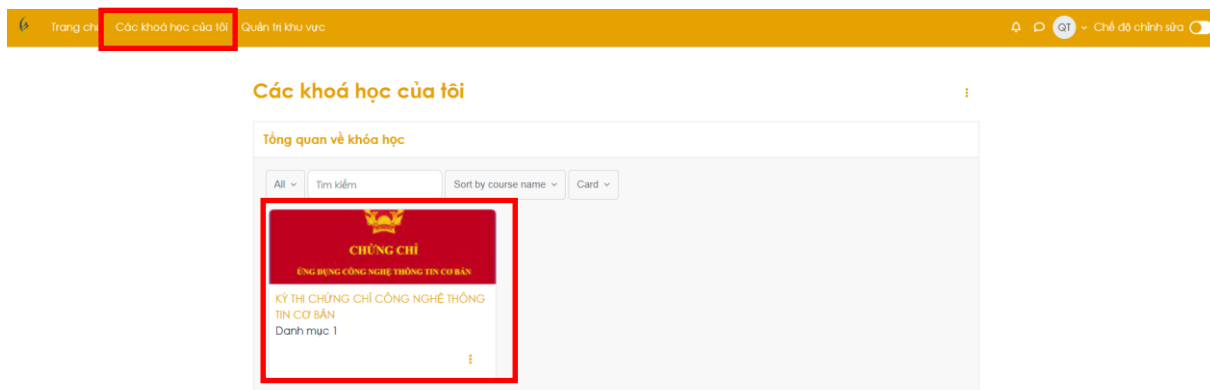 Trang chủ Các khoá học của tôi Quản trị khu vực QT Chế độ chỉnh sửa
Các khoá học của tôi
Tổng quan về khóa học
All Tìm kiếm Sort by course name Card
CHỨNG CHỈ
ỨNG DỤNG CÔNG NGHỆ THÔNG TIN CƠ BẢN
KỲ THI CHỨNG CHỈ CÔNG NGHỆ THÔNG
TIN CƠ BẢN
Danh mục 1